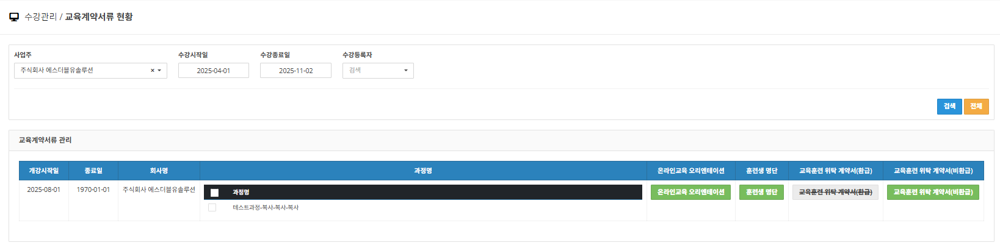 수강관리 / 교육계약서류 현황
사업주 수강시작일 수강종료일 수강등록자
주식회사 에스더블유솔루션 × 2025-04-01 2025-11-02 검색
검색 전체
교육계약서류 관리
개강시작일 종료일 회사명 과정명 온라인교육 오리엔테이션 훈련생 명단 교육훈련 위탁 계약서(환급) 교육훈련 위탁 계약서(비환급)
2025-08-01 1970-01-01 주식회사 에스더블유솔루션 과정명 온라인교육 오리엔테이션 훈련생 명단 교육훈련 위탁 계약서(환급) 교육훈련 위탁 계약서(비환급)
테스트과정-복사-복사-복사